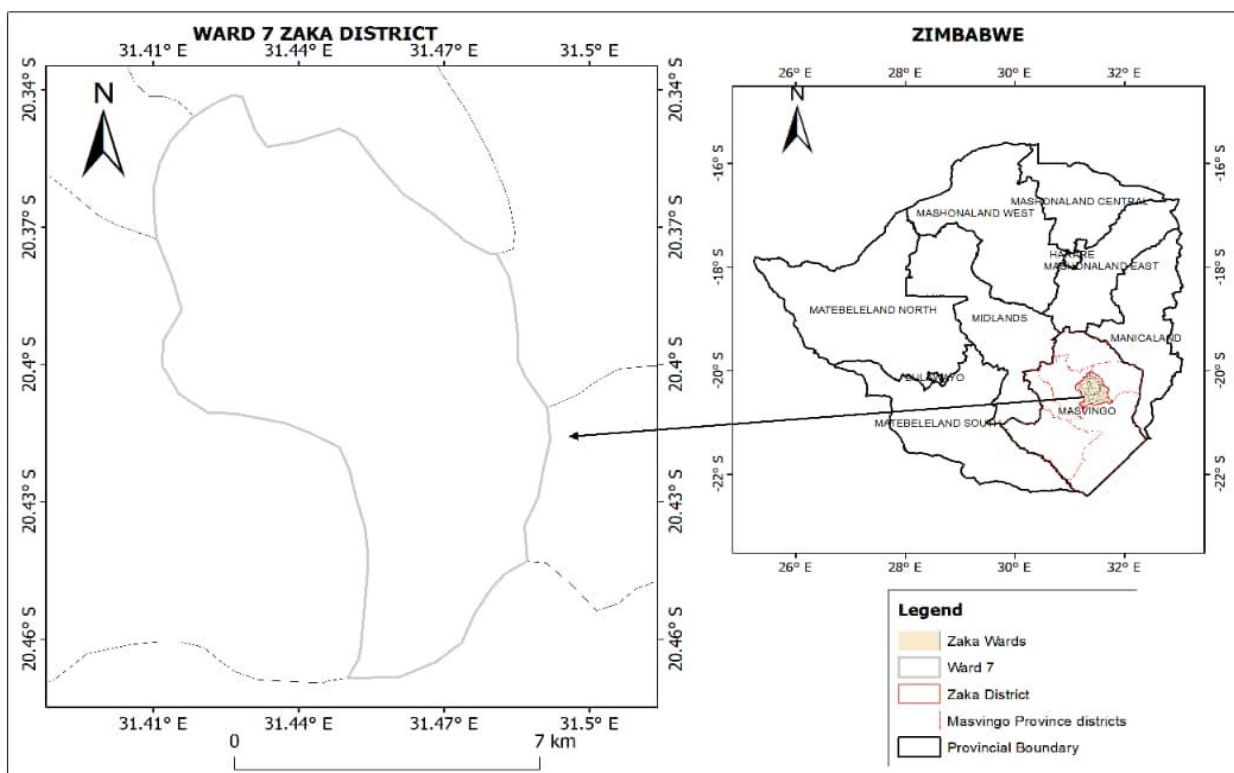 WARD 7 ZAKA DISTRICT
31.41° E 31.44° E 31.47° E 31.5° E
N
20.34° S 20.34° S
20.37° S 20.37° S
20.4° S 20.4° S
20.43° S 20.43° S
20.46° S 20.46° S
31.41° E 31.44° E 31.47° E 31.5° E
0 7 km
ZIMBABWE
26° E 28° E 30° E 32° E
N
-16°S -16°S
MASHONALAND CENTRAL
MASHONALAND WEST
HARARE
-18°S -18°S
MASHONALAND EAST
MATEBELELAND NORTH
MIDLANDS
MANICALAND
-20°S -20°S
BULAWAYO
MASVINGO
MATEBELELAND SOUTH
-22°S -22°S
26° E 28° E 30° E 32° E
Legend
Zaka Wards
Ward 7
Zaka District
Masvingo Province districts
Provincial Boundary